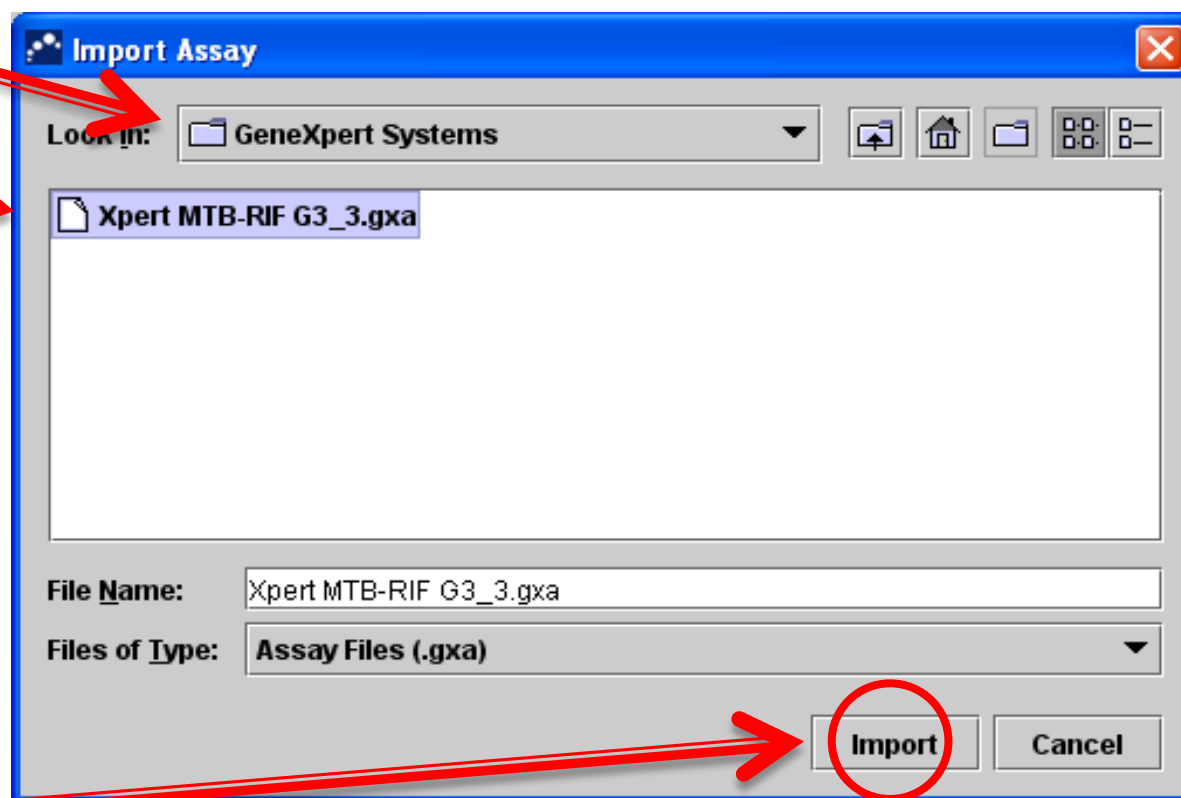 Import Assay
Look in: GeneXpert Systems
Xpert MTB-RIF G3_3.gxa
File Name: Xpert MTB-RIF G3_3.gxa
Files of Type: Assay Files (.gxa)
Import Cancel